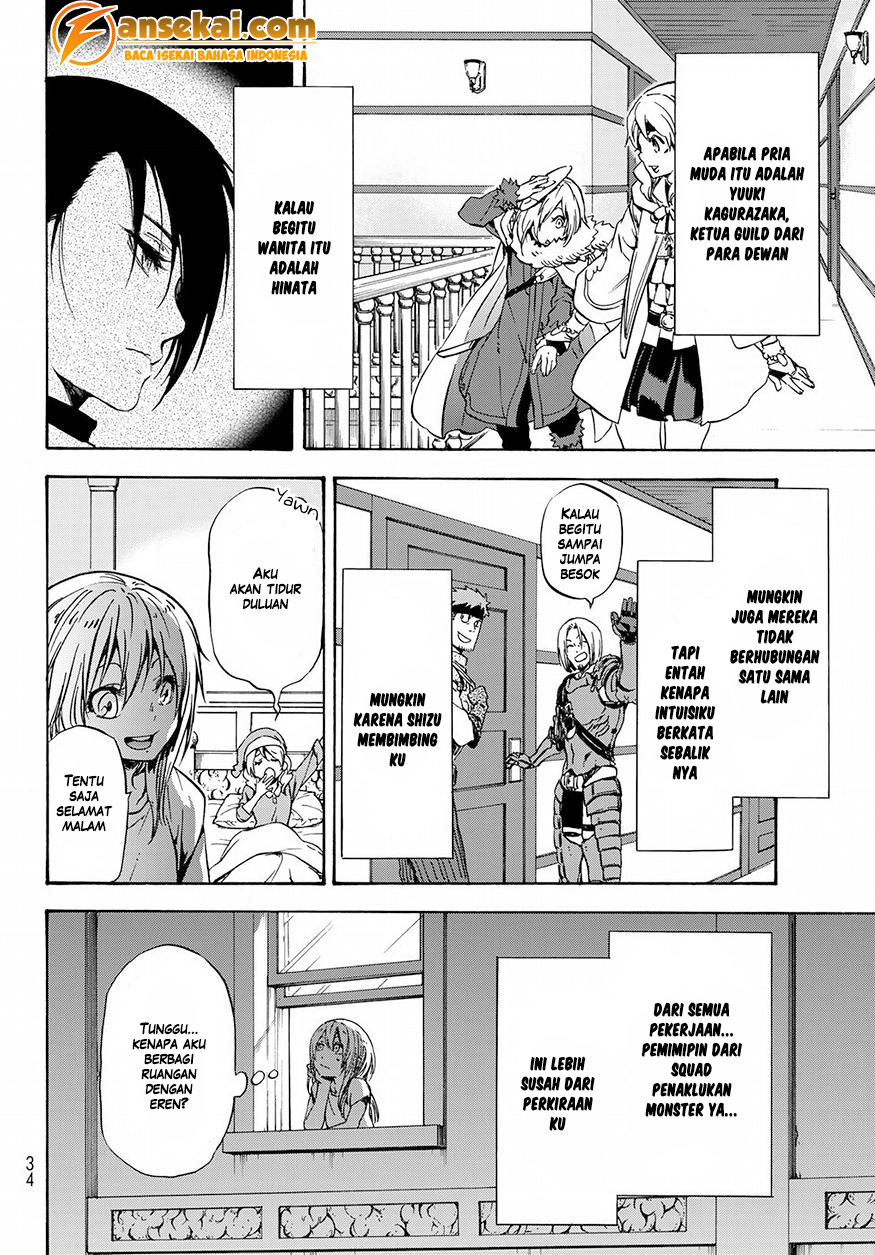 ansekai.com
BACA ISEKAI BAHASA INDONESIA
APABILA PRIA
MUDA ITU ADALAH
YUUKI
KAGURAZAKA,
KETUA GUILD DARI
PARA DEWAN
KALAU
BEGITU
WANITA ITU
ADALAH
HINATA
MUNGKIN
JUGA MEREKA
TIDAK
BERHUBUNGAN
SATU SAMA
LAIN
TAPI
ENTAH
KENAPA
INTUISIKU
BERKATA
SEBALIK
NYA
KALAU
BEGITU
SAMPAI
JUMPA
BESOK
MUNGKIN
KARENA SHIZU
MEMBIMBING
KU
Yawn
AKU
AKAN TIDUR
DULUAN
TENTU
SAJA
SELAMAT
MALAM
DARI SEMUA
PEKERJAAN...
PEMIMIPIN DARI
SQUAD
PENAKLUKAN
MONSTER YA...
INI LEBIH
SUSAH DARI
PERKIRAAN
KU
TUNGGU...
KENAPA AKU
BERBAGI
RUANGAN
DENGAN
EREN?
34